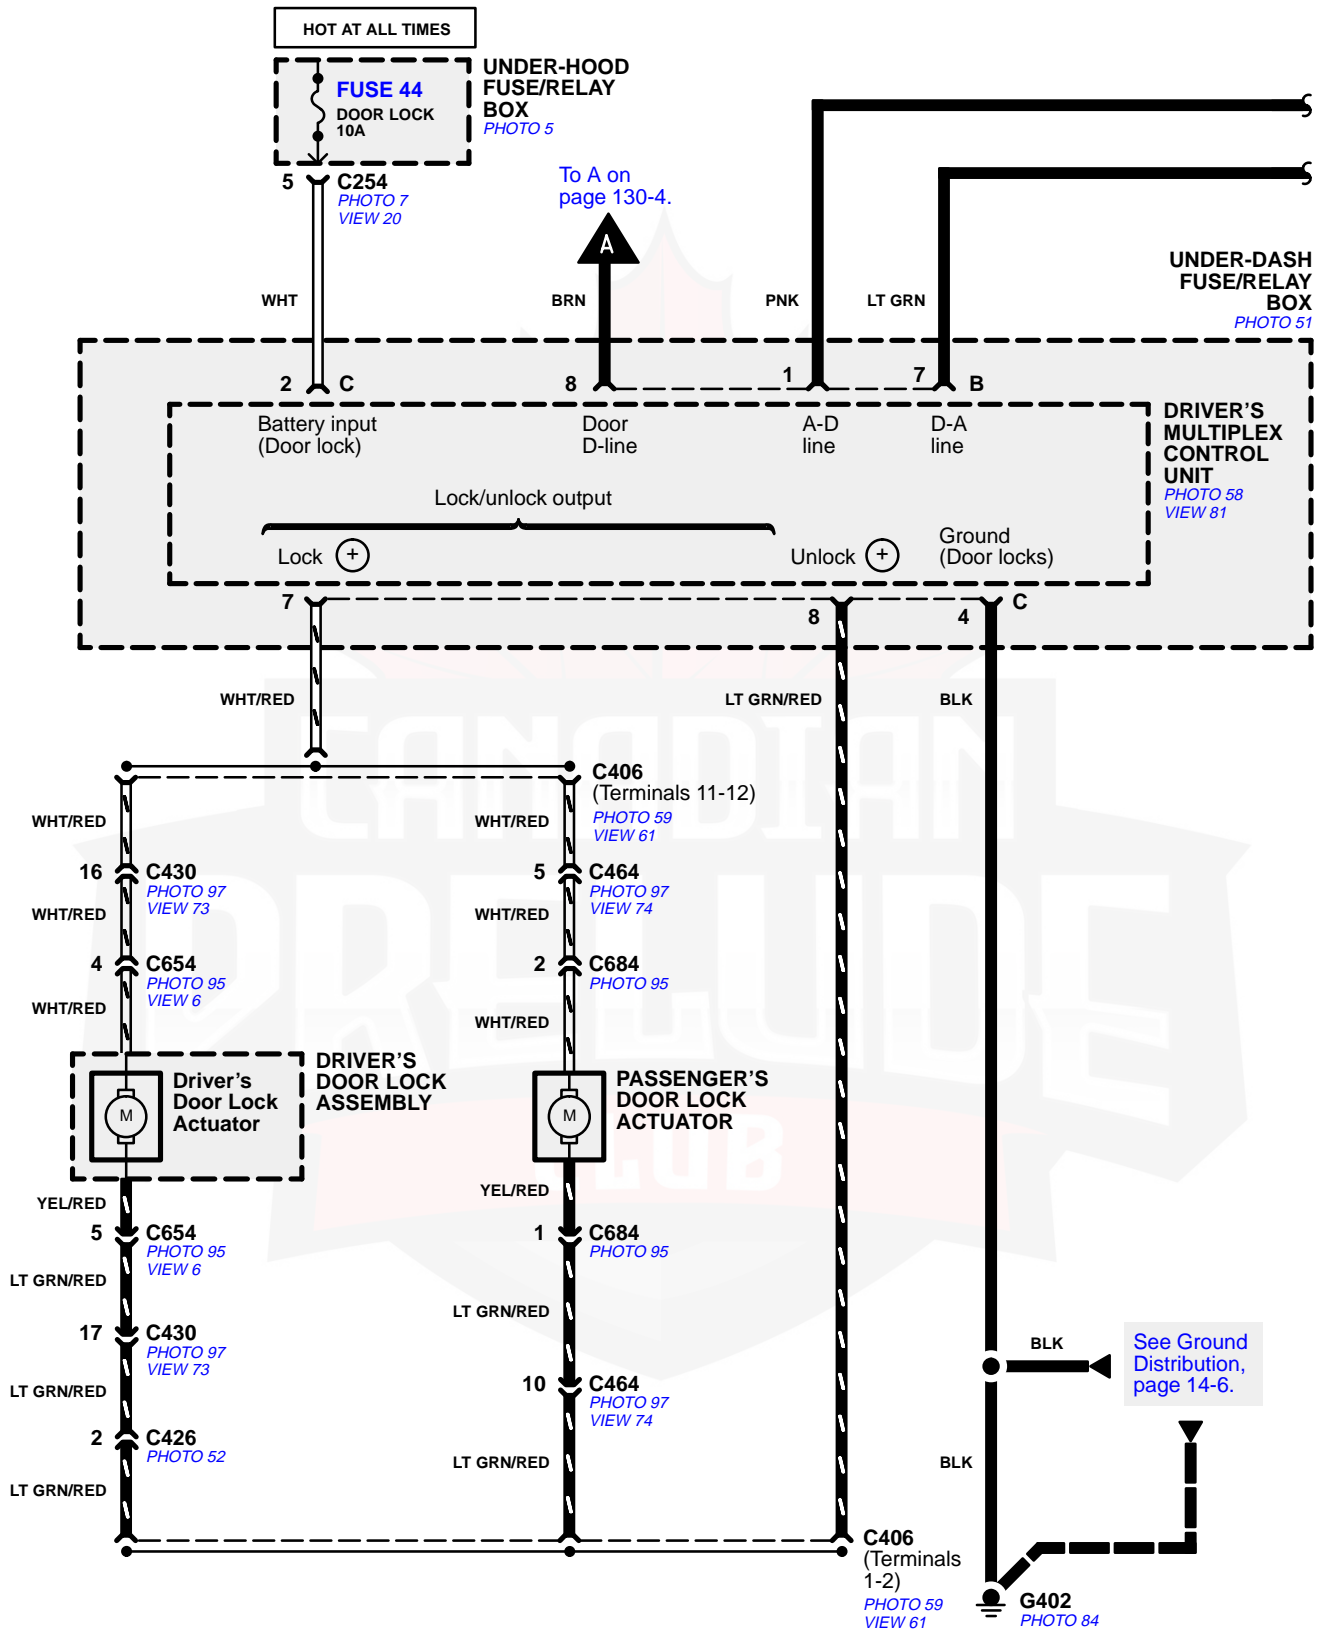 HOT AT ALL TIMES
FUSE 44
DOOR LOCK
10A
UNDER-HOOD
FUSE/RELAY
BOX
PHOTO 5
5 C254
PHOTO 7
VIEW 20
To A on
page 130-4.
A
UNDER-DASH
FUSE/RELAY
BOX
PHOTO 51
WHT
BRN
PNK
LT GRN
2 C
8
1
7 B
Battery input
(Door lock)
Door
D-line
A-D
line
D-A
line
DRIVER'S
MULTIPLEX
CONTROL
UNIT
PHOTO 58
VIEW 81
Lock/unlock output
Lock +
Unlock +
Ground
(Door locks)
7
8
4 C
WHT/RED
LT GRN/RED
BLK
C406
(Terminals 11-12)
PHOTO 59
VIEW 61
WHT/RED
WHT/RED
16 C430
PHOTO 97
VIEW 73
5 C464
PHOTO 97
VIEW 74
WHT/RED
WHT/RED
4 C654
PHOTO 95
VIEW 6
2 C684
PHOTO 95
WHT/RED
WHT/RED
Driver's
Door Lock
Actuator
M
DRIVER'S
DOOR LOCK
ASSEMBLY
M
PASSENGER'S
DOOR LOCK
ACTUATOR
YEL/RED
YEL/RED
5 C654
PHOTO 95
VIEW 6
1 C684
PHOTO 95
LT GRN/RED
LT GRN/RED
17 C430
PHOTO 97
VIEW 73
10 C464
PHOTO 97
VIEW 74
LT GRN/RED
2 C426
PHOTO 52
LT GRN/RED
LT GRN/RED
BLK
See Ground
Distribution,
page 14-6.
BLK
C406
(Terminals
1-2)
PHOTO 59
VIEW 61
G402
PHOTO 84
CANADIAN
PRELUDE
CLUB